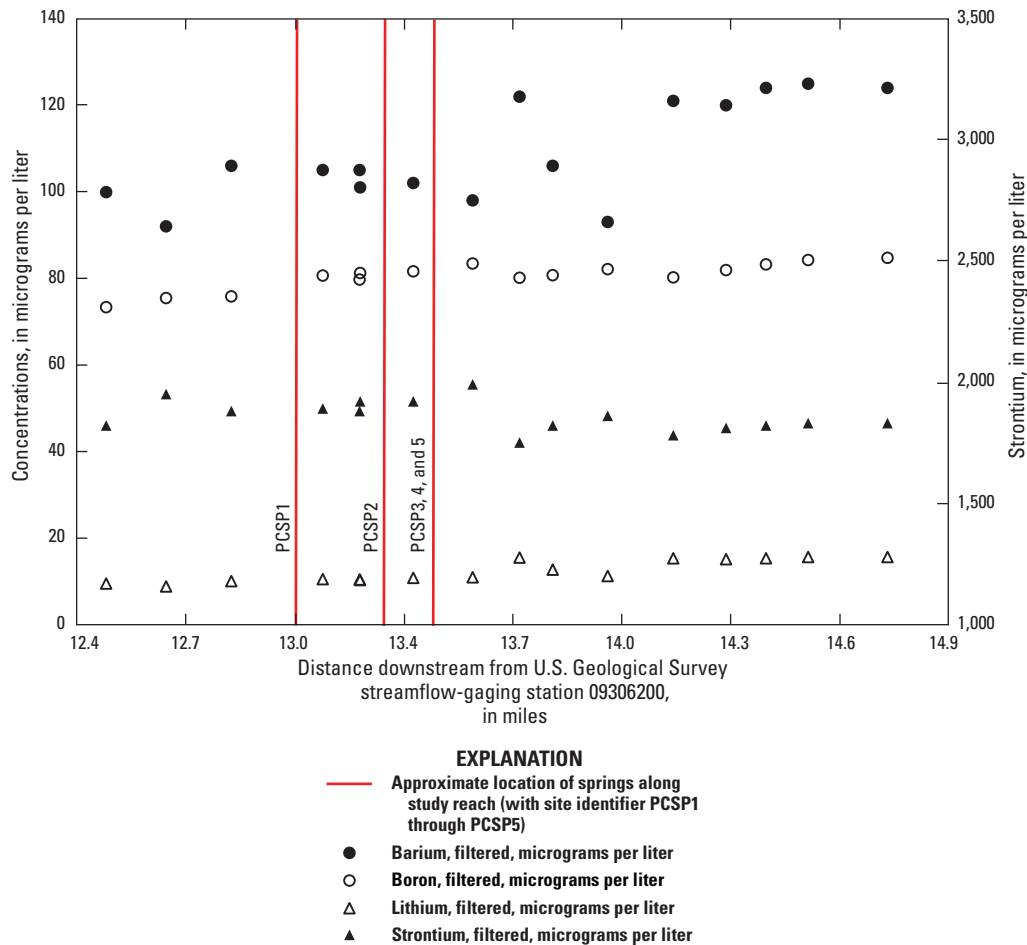 140
120
100
80
60
40
20
0
Concentrations, in micrograms per liter
3,500
3,000
2,500
2,000
1,500
1,000
Strontium, in micrograms per liter
PCSP1
PCSP2
PCSP3, 4, and 5
12.4 12.7 13.0 13.4 13.7 14.0 14.3 14.6 14.9
Distance downstream from U.S. Geological Survey
streamflow-gaging station 09306200,
in miles
EXPLANATION
Approximate location of springs along
study reach (with site identifier PCSP1
through PCSP5)
Barium, filtered, micrograms per liter
Boron, filtered, micrograms per liter
Lithium, filtered, micrograms per liter
Strontium, filtered, micrograms per liter